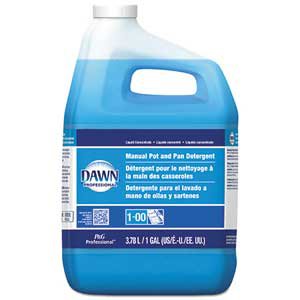 Liquid Concentrate • Liquide concentré • Líquido concentrado
Manual Pot and Pan Detergent
DAWN
PROFESSIONAL
Détergent pour le nettoyage à
la main des casseroles
Detergente para el lavado a
mano de ollas y sartenes
1-00
P&G
Professional™
3.78 L / 1 GAL (US/É.-U./EE. UU.)